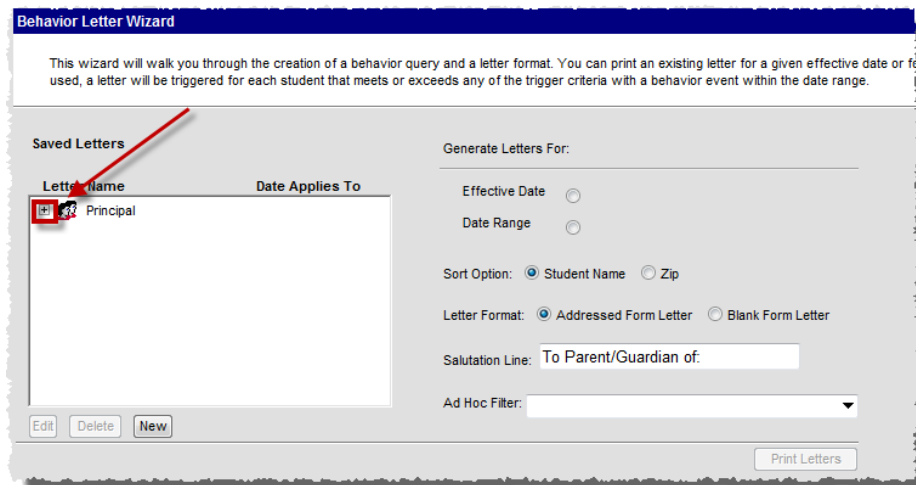 Behavior Letter Wizard
This wizard will walk you through the creation of a behavior query and a letter format. You can print an existing letter for a given effective date or
used, a letter will be triggered for each student that meets or exceeds any of the trigger criteria with a behavior event within the date range.
Saved Letters
Letter Name Date Applies To
Principal
Edit Delete New
Generate Letters For:
Effective Date
Date Range
Sort Option: Student Name Zip
Letter Format: Addressed Form Letter Blank Form Letter
Salutation Line: To Parent/Guardian of:
Ad Hoc Filter:
Print Letters